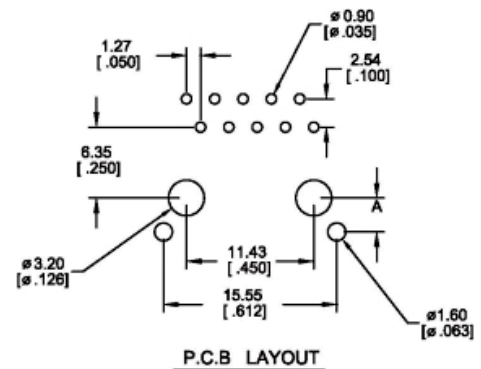 ø 0.90
[ø .035]
1.27
[ .050]
2.54
[ .100]
6.35
[ .250]
A
ø 3.20
[ø .126]
11.43
[ .450]
15.55
[ .612]
ø1.60
[ø .063]
P.C.B LAYOUT